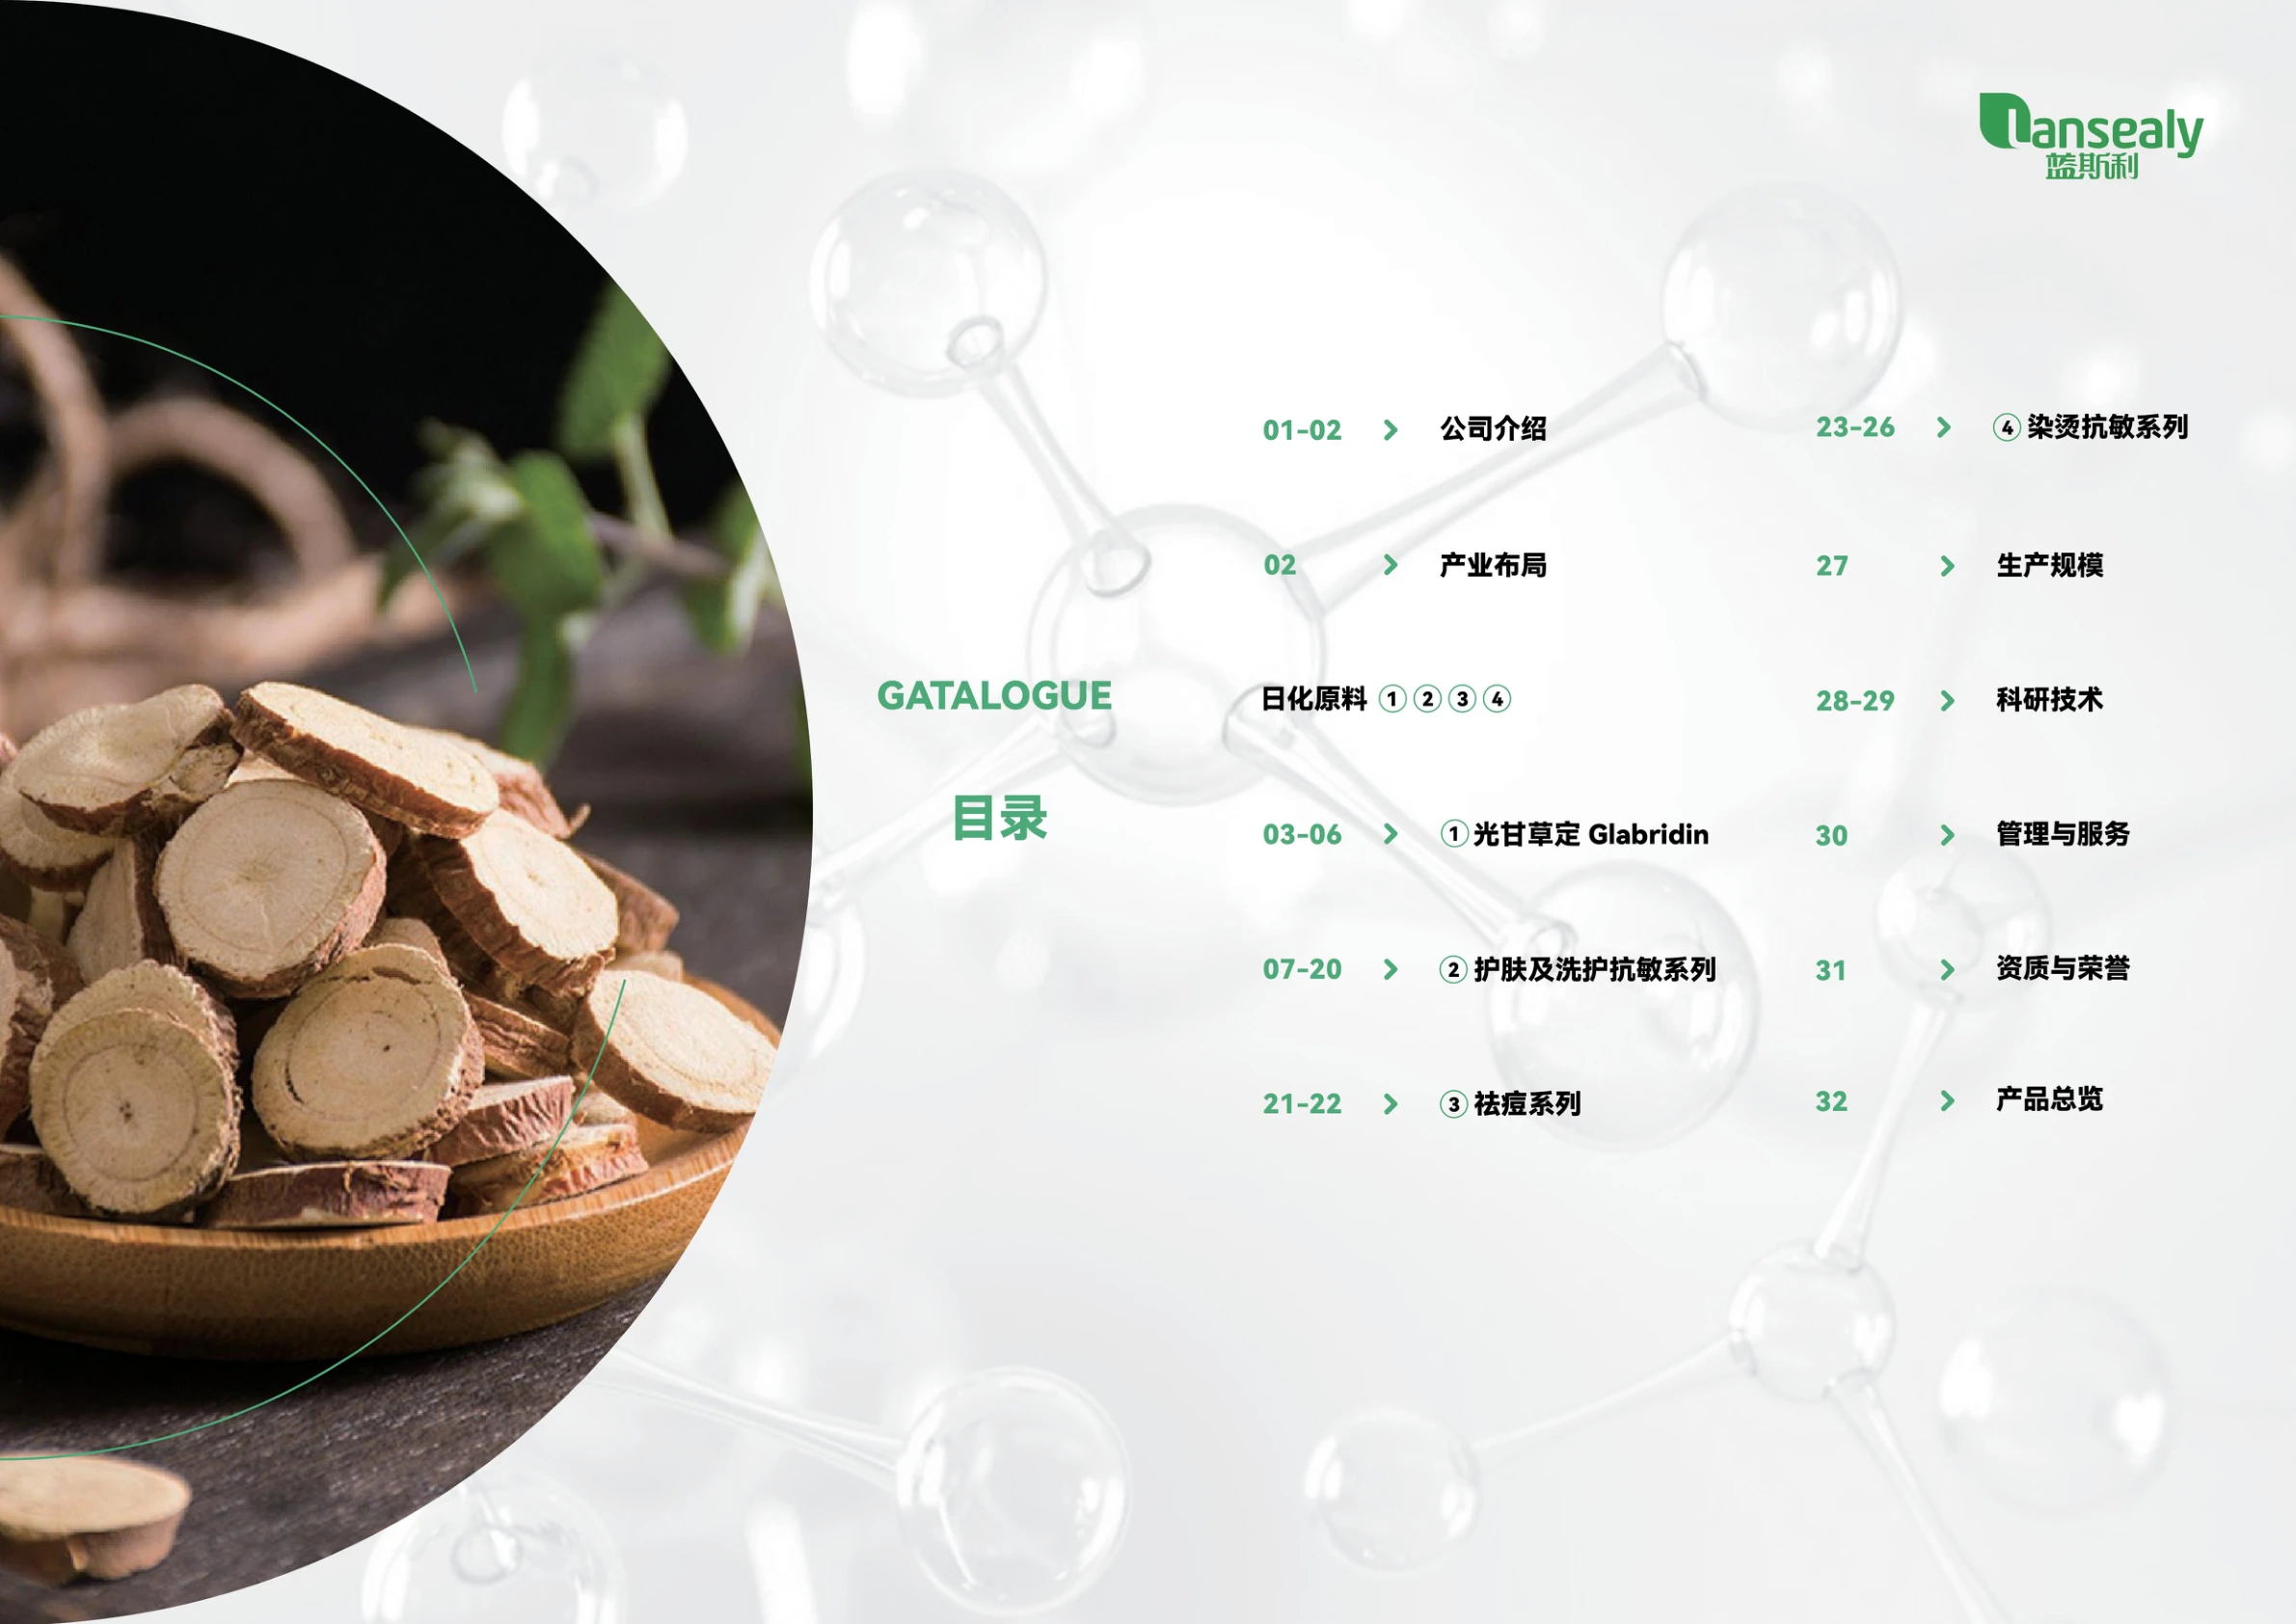 lansealy
蓝斯利
GATALOGUE
目录
01-02 > 公司介绍
02 > 产业布局
日化原料 ①②③④
03-06 > ①光甘草定 Glabridin
07-20 > ②护肤及洗护抗敏系列
21-22 > ③祛痘系列
23-26 > ④染烫抗敏系列
27 > 生产规模
28-29 > 科研技术
30 > 管理与服务
31 > 资质与荣誉
32 > 产品总览